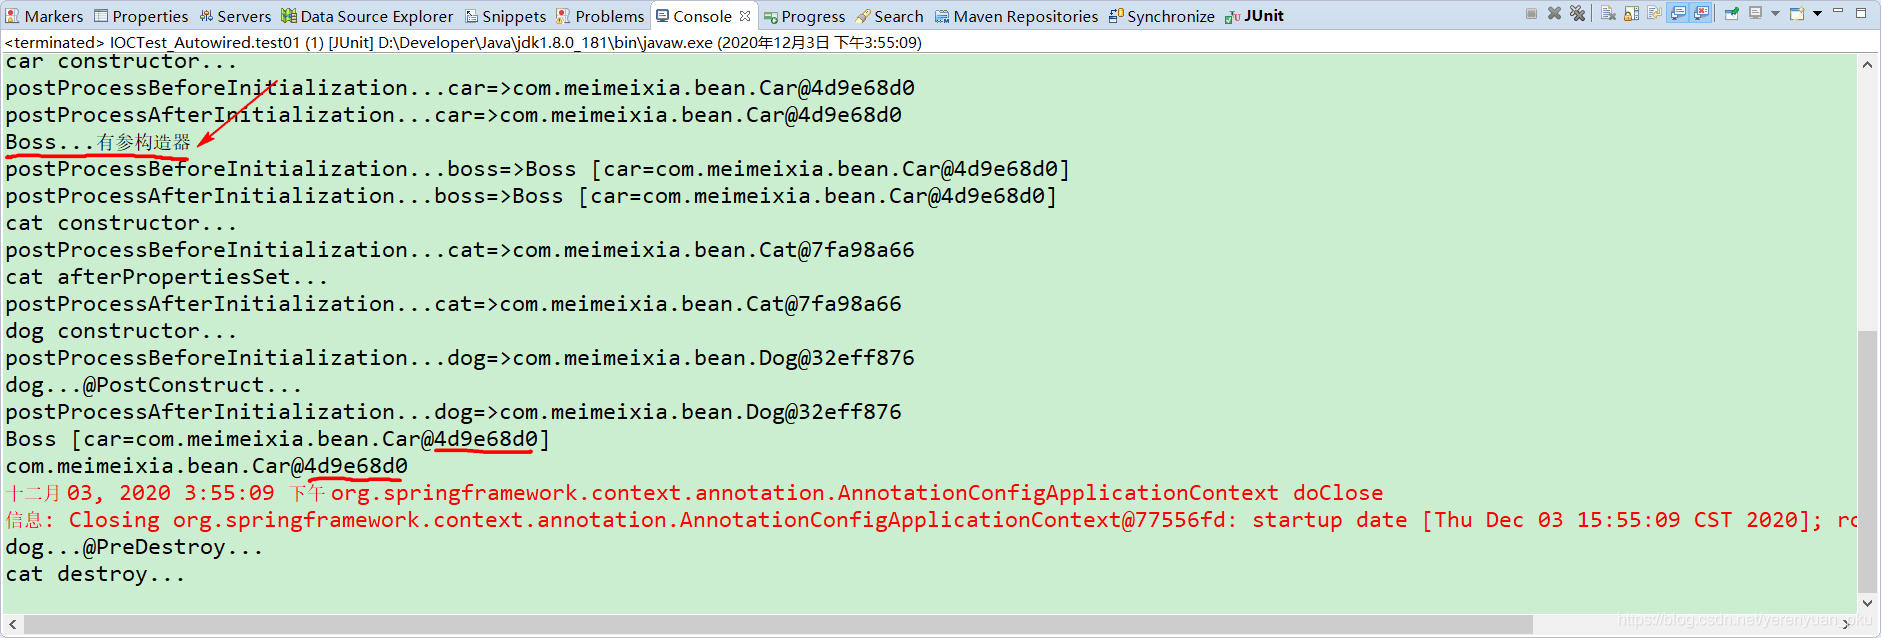 Markers Properties Servers Data Source Explorer Snippets Problems Console Progress Search Maven Repositories Synchronize JUnit
<terminated> IOCTest_Autowired.test01 (1) [JUnit] D:\Developer\Java\jdk1.8.0_181\bin\javaw.exe (2020年12月3日 下午3:55:09)
car constructor...
postProcessBeforeInitialization...car=>com.meimeixia.bean.Car@4d9e68d0
postProcessAfterInitialization...car=>com.meimeixia.bean.Car@4d9e68d0
Boss...有参构造器
postProcessBeforeInitialization...boss=>Boss [car=com.meimeixia.bean.Car@4d9e68d0]
postProcessAfterInitialization...boss=>Boss [car=com.meimeixia.bean.Car@4d9e68d0]
cat constructor...
postProcessBeforeInitialization...cat=>com.meimeixia.bean.Cat@7fa98a66
cat afterPropertiesSet...
postProcessAfterInitialization...cat=>com.meimeixia.bean.Cat@7fa98a66
dog constructor...
postProcessBeforeInitialization...dog=>com.meimeixia.bean.Dog@32eff876
dog...@PostConstruct...
postProcessAfterInitialization...dog=>com.meimeixia.bean.Dog@32eff876
Boss [car=com.meimeixia.bean.Car@4d9e68d0]
com.meimeixia.bean.Car@4d9e68d0
十二月 03, 2020 3:55:09 下午 org.springframework.context.annotation.AnnotationConfigApplicationContext doClose
信息: Closing org.springframework.context.annotation.AnnotationConfigApplicationContext@77556fd: startup date [Thu Dec 03 15:55:09 CST 2020]; ro
dog...@PreDestroy...
cat destroy...
https://blog.csdn.net/yerenyuan_pku